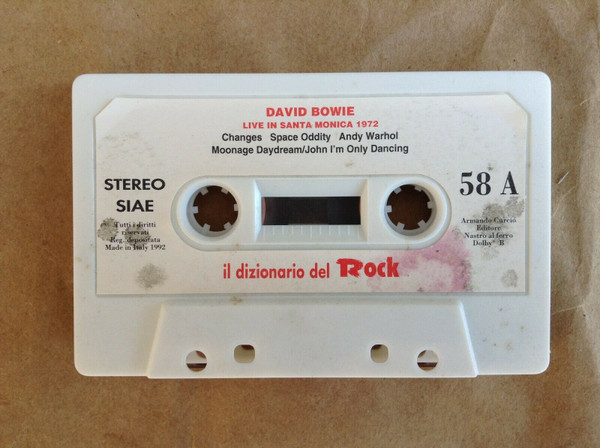 DAVID BOWIE
LIVE IN SANTA MONICA 1972
Changes Space Oddity Andy Warhol
Moonage Daydream/John I'm Only Dancing
STEREO
SIAE
58 A
Tutti i diritti
riservati
Reg. depositata
Made in Italy 1992
Armando Curcio
Editore
Nastro al ferro
Dolby B
il dizionario del Rock